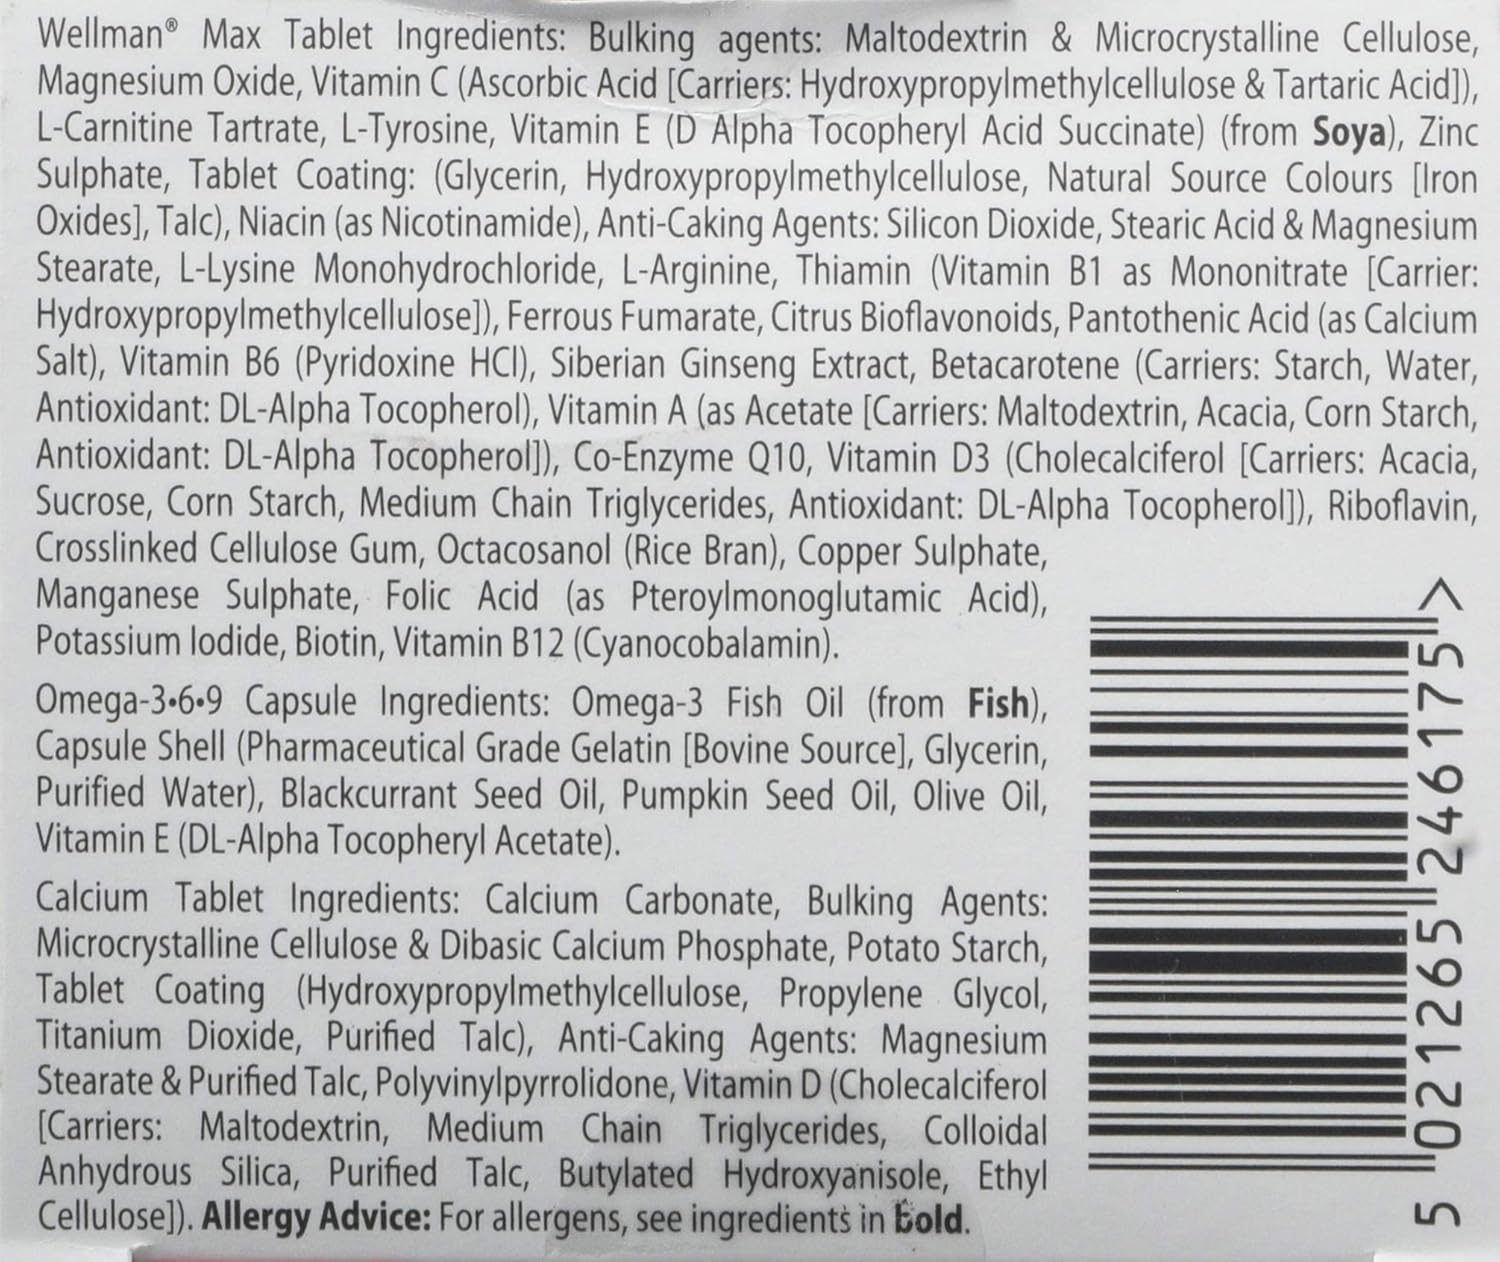 Wellman® Max Tablet Ingredients: Bulking agents: Maltodextrin & Microcrystalline Cellulose,
Magnesium Oxide, Vitamin C (Ascorbic Acid [Carriers: Hydroxypropylmethylcellulose & Tartaric Acid]),
L-Carnitine Tartrate, L-Tyrosine, Vitamin E (D Alpha Tocopheryl Acid Succinate) (from Soya), Zinc
Sulphate, Tablet Coating: (Glycerin, Hydroxypropylmethylcellulose, Natural Source Colours [Iron
Oxides], Talc), Niacin (as Nicotinamide), Anti-Caking Agents: Silicon Dioxide, Stearic Acid & Magnesium
Stearate, L-Lysine Monohydrochloride, L-Arginine, Thiamin (Vitamin B1 as Mononitrate [Carrier:
Hydroxypropylmethylcellulose]), Ferrous Fumarate, Citrus Bioflavonoids, Pantothenic Acid (as Calcium
Salt), Vitamin B6 (Pyridoxine HCl), Siberian Ginseng Extract, Betacarotene (Carriers: Starch, Water,
Antioxidant: DL-Alpha Tocopherol), Vitamin A (as Acetate [Carriers: Maltodextrin, Acacia, Corn Starch,
Antioxidant: DL-Alpha Tocopherol]), Co-Enzyme Q10, Vitamin D3 (Cholecalciferol [Carriers: Acacia,
Sucrose, Corn Starch, Medium Chain Triglycerides, Antioxidant: DL-Alpha Tocopherol]), Riboflavin,
Crosslinked Cellulose Gum, Octacosanol (Rice Bran), Copper Sulphate,
Manganese Sulphate, Folic Acid (as Pteroylmonoglutamic Acid),
Potassium Iodide, Biotin, Vitamin B12 (Cyanocobalamin).
Omega-3•6•9 Capsule Ingredients: Omega-3 Fish Oil (from Fish),
Capsule Shell (Pharmaceutical Grade Gelatin [Bovine Source], Glycerin,
Purified Water), Blackcurrant Seed Oil, Pumpkin Seed Oil, Olive Oil,
Vitamin E (DL-Alpha Tocopheryl Acetate).
Calcium Tablet Ingredients: Calcium Carbonate, Bulking Agents:
Microcrystalline Cellulose & Dibasic Calcium Phosphate, Potato Starch,
Tablet Coating (Hydroxypropylmethylcellulose, Propylene Glycol,
Titanium Dioxide, Purified Talc), Anti-Caking Agents: Magnesium
Stearate & Purified Talc, Polyvinylpyrrolidone, Vitamin D (Cholecalciferol
[Carriers: Maltodextrin, Medium Chain Triglycerides, Colloidal
Anhydrous Silica, Purified Talc, Butylated Hydroxyanisole, Ethyl
Cellulose]). Allergy Advice: For allergens, see ingredients in bold.
5 021265 246175 >